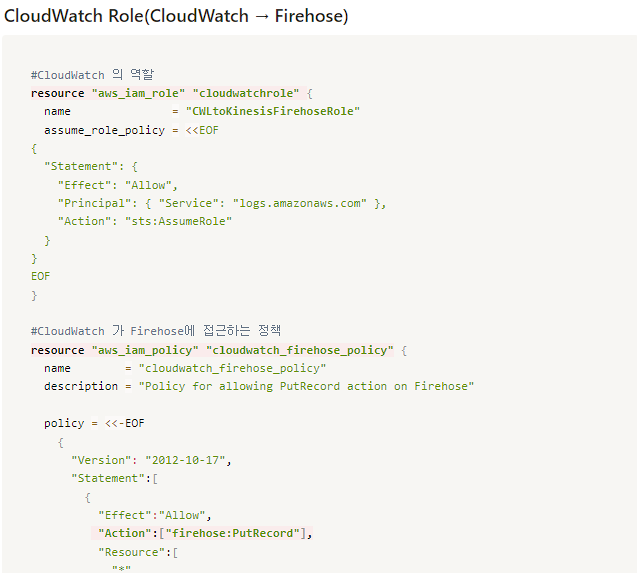 CloudWatch Role(CloudWatch → Firehose)
#CloudWatch 의 역할
resource "aws_iam_role" "cloudwatchrole" {
  name               = "CWLtoKinesisFirehoseRole"
  assume_role_policy = <<EOF
{
  "Statement": {
    "Effect": "Allow",
    "Principal": { "Service": "logs.amazonaws.com" },
    "Action": "sts:AssumeRole"
  }
}
EOF
}
#CloudWatch 가 Firehose에 접근하는 정책
resource "aws_iam_policy" "cloudwatch_firehose_policy" {
  name        = "cloudwatch_firehose_policy"
  description = "Policy for allowing PutRecord action on Firehose"
  policy = <<-EOF
    {
      "Version": "2012-10-17",
      "Statement":[
        {
          "Effect":"Allow",
          "Action":["firehose:PutRecord"],
          "Resource":[
            "*"